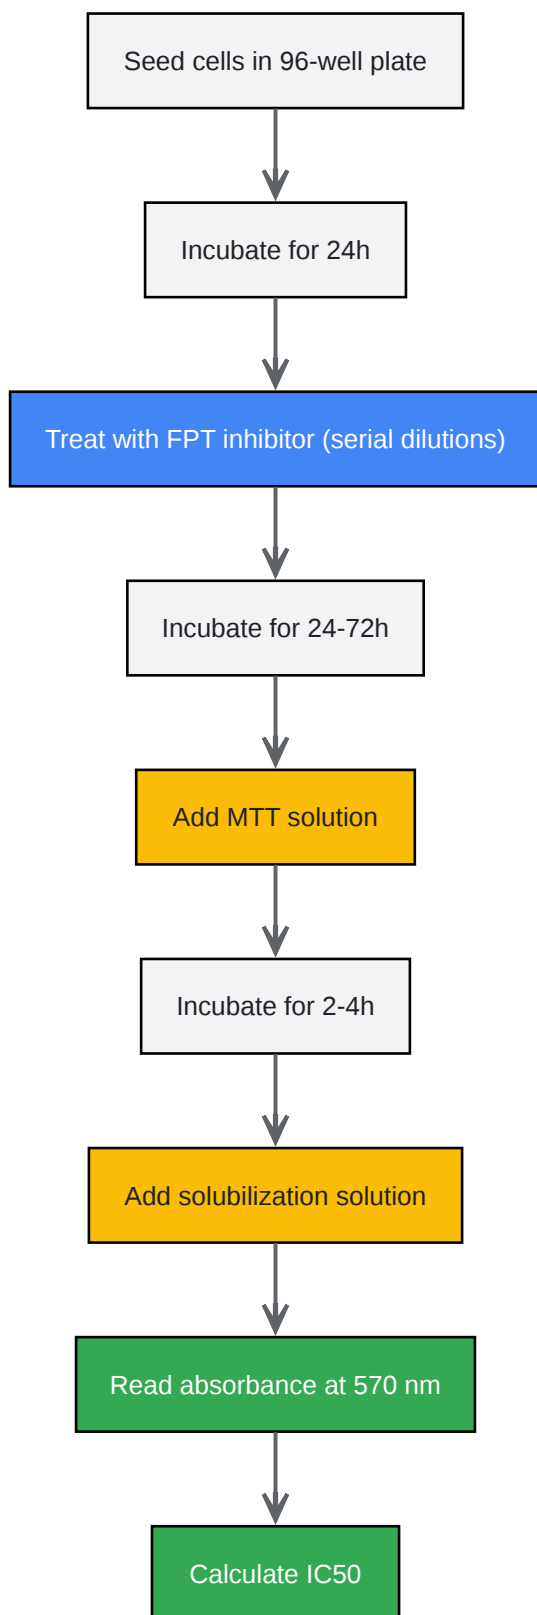 Seed cells in 96-well plate
Incubate for 24h
Treat with FPT inhibitor (serial dilutions)
Incubate for 24-72h
Add MTT solution
Incubate for 2-4h
Add solubilization solution
Read absorbance at 570 nm
Calculate IC50